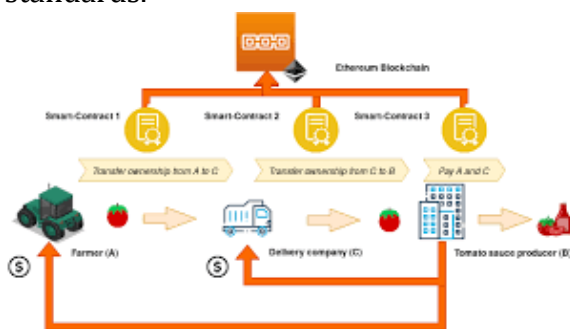 standards.
Ethereum Blockchain
Smart-Contract 1
Smart-Contract 2
Smart-Contract 3
Transfer ownership from A to C
Transfer ownership from C to B
Pay A and C
Farmer (A)
Delivery company (C)
Tomato sauce producer (B)
$
$